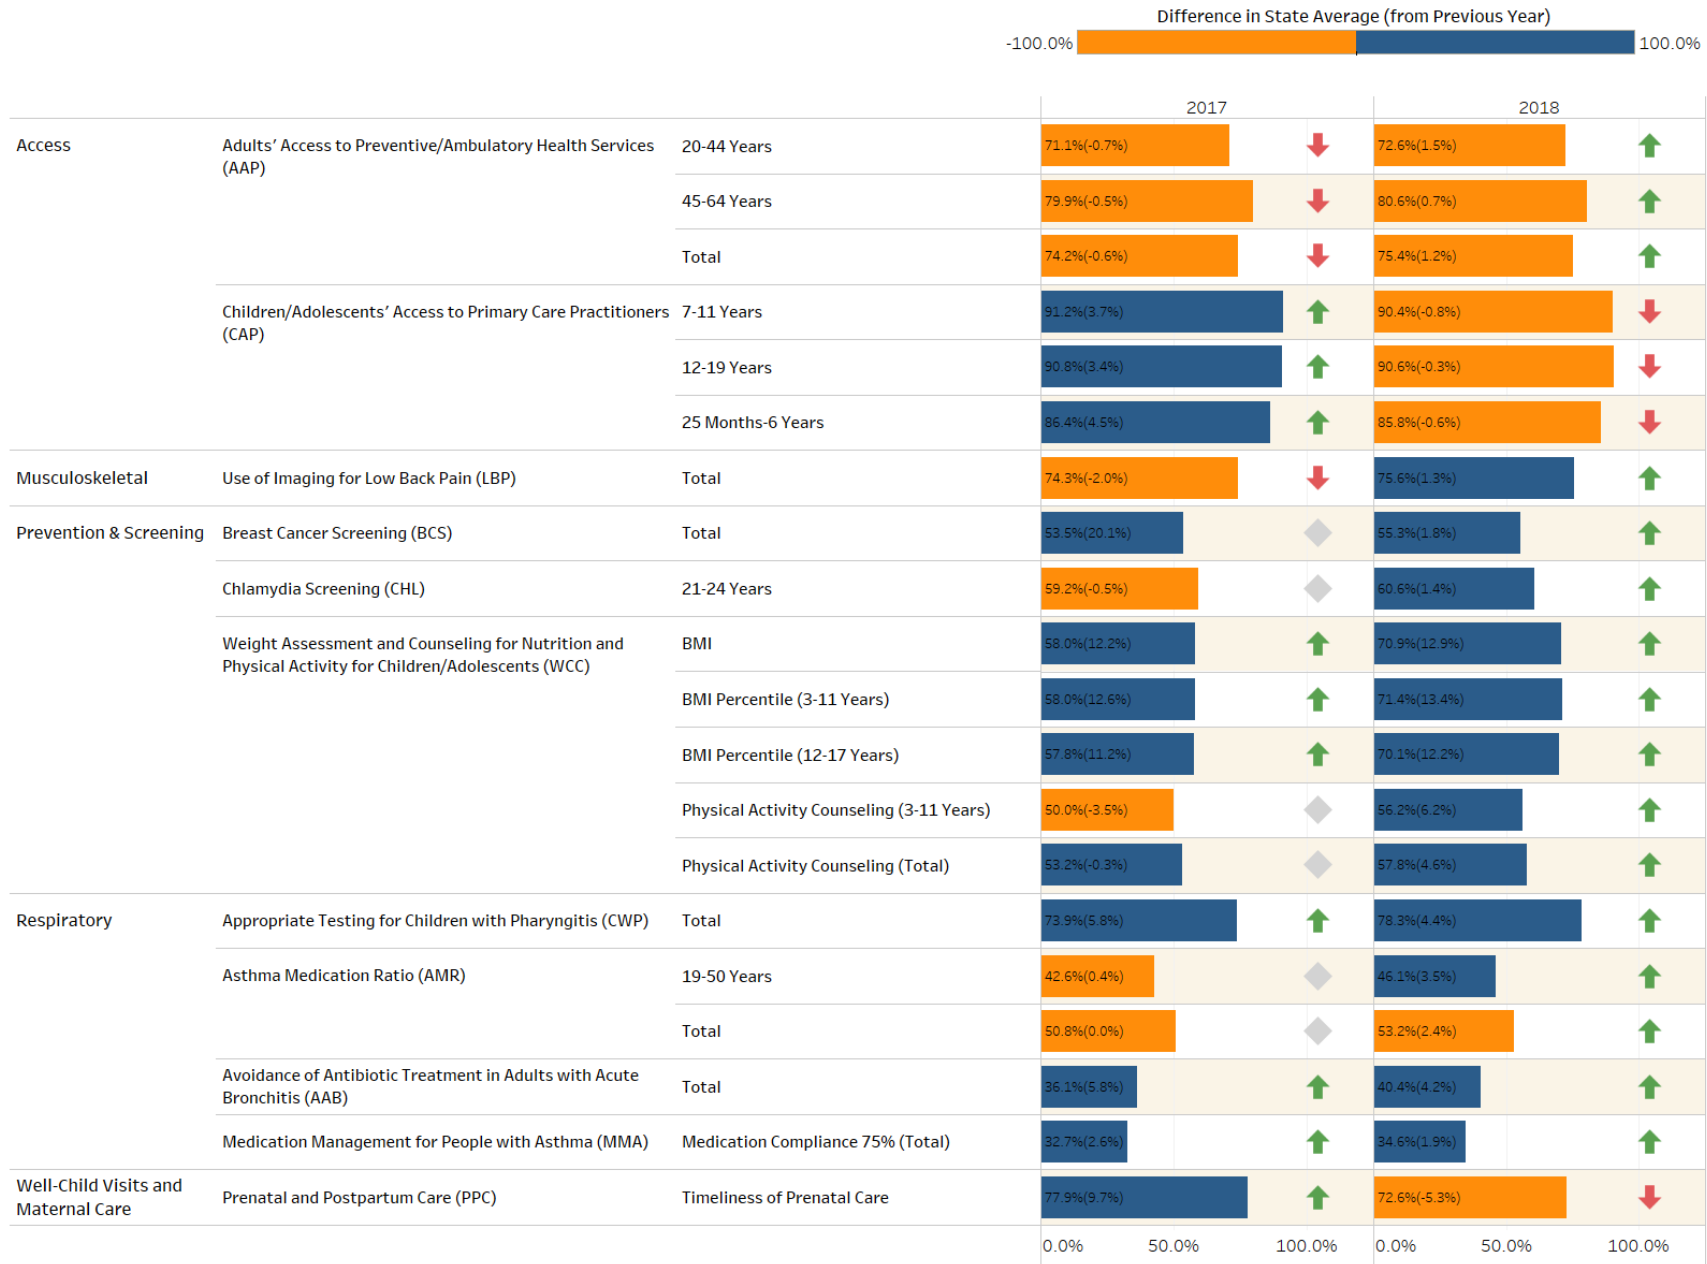 Difference in State Average (from Previous Year)
-100.0% 100.0%
2017 2018
Access Adults' Access to Preventive/Ambulatory Health Services 20-44 Years 71.1%(-0.7%) 72.6%(1.5%)
(AAP)
45-64 Years 79.9%(-0.5%) 80.6%(0.7%)
Total 74.2%(-0.6%) 75.4%(1.2%)
Children/Adolescents' Access to Primary Care Practitioners 7-11 Years 91.2%(3.7%) 90.4%(-0.8%)
(CAP)
12-19 Years 90.8%(3.4%) 90.6%(-0.3%)
25 Months-6 Years 86.4%(4.5%) 85.8%(-0.6%)
Musculoskeletal Use of Imaging for Low Back Pain (LBP) Total 74.3%(-2.0%) 75.6%(1.3%)
Prevention & Screening Breast Cancer Screening (BCS) Total 53.5%(20.1%) 55.3%(1.8%)
Chlamydia Screening (CHL) 21-24 Years 59.2%(-0.5%) 60.6%(1.4%)
Weight Assessment and Counseling for Nutrition and BMI 58.0%(12.2%) 70.9%(12.9%)
Physical Activity for Children/Adolescents (WCC)
BMI Percentile (3-11 Years) 58.0%(12.6%) 71.4%(13.4%)
BMI Percentile (12-17 Years) 57.8%(11.2%) 70.1%(12.2%)
Physical Activity Counseling (3-11 Years) 50.0%(-3.5%) 56.2%(6.2%)
Physical Activity Counseling (Total) 53.2%(-0.3%) 57.8%(4.6%)
Respiratory Appropriate Testing for Children with Pharyngitis (CWP) Total 73.9%(5.8%) 78.3%(4.4%)
Asthma Medication Ratio (AMR) 19-50 Years 42.6%(0.4%) 46.1%(3.5%)
Total 50.8%(0.0%) 53.2%(2.4%)
Avoidance of Antibiotic Treatment in Adults with Acute
Bronchitis (AAB) Total 36.1%(5.8%) 40.4%(4.2%)
Medication Management for People with Asthma (MMA) Medication Compliance 75% (Total) 32.7%(2.6%) 34.6%(1.9%)
Well-Child Visits and
Maternal Care Prenatal and Postpartum Care (PPC) Timeliness of Prenatal Care 77.9%(9.7%) 72.6%(-5.3%)
0.0% 50.0% 100.0% 0.0% 50.0% 100.0%